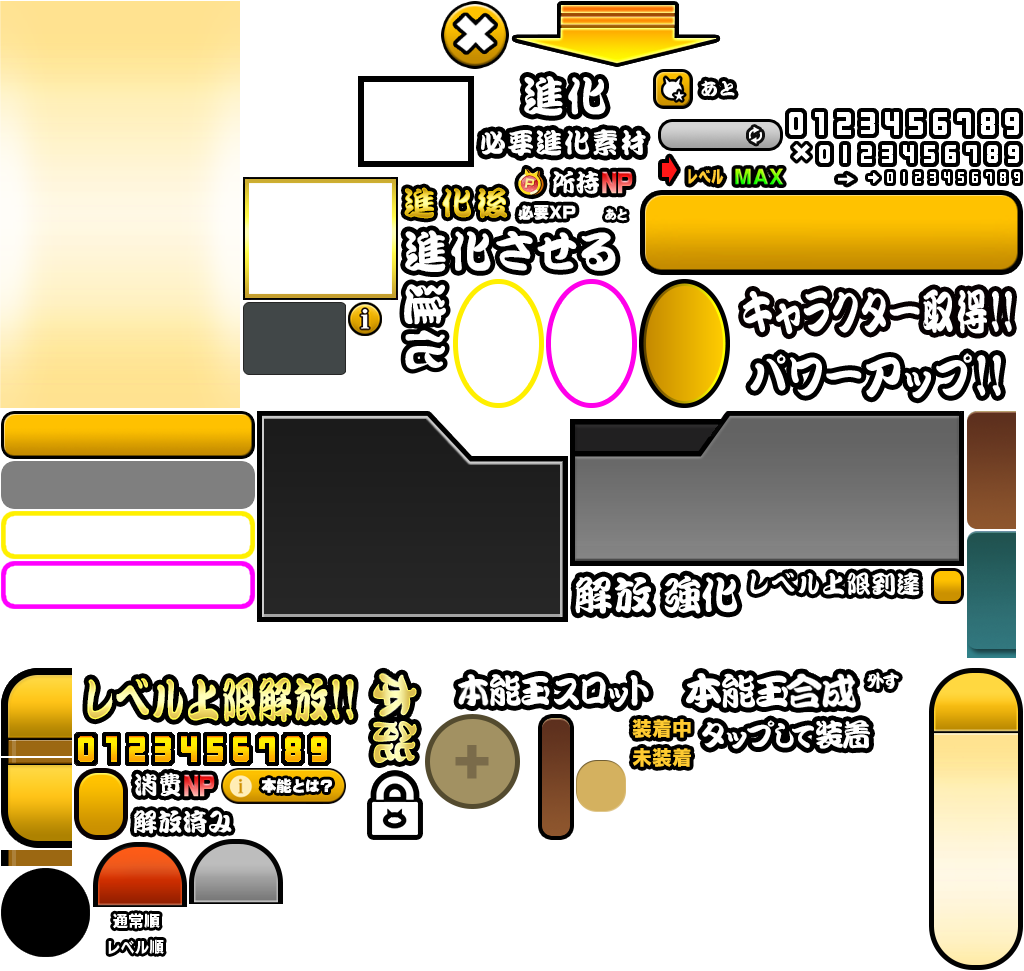 進化
あと
必要進化素材
0123456789
×0123456789
レベル MAX
0123456789
所持NP
進化後
必要XP
あと
進化させる
進化
i
キャラクター取得!!
パワーアップ!!
解放 強化
レベル上限到達
レベル上限解放!!
本能
本能玉スロット
本能玉合成
外す
0123456789
装着中
タップして装着
未装着
消費NP
i 本能とは?
解放済み
通常順
レベル順